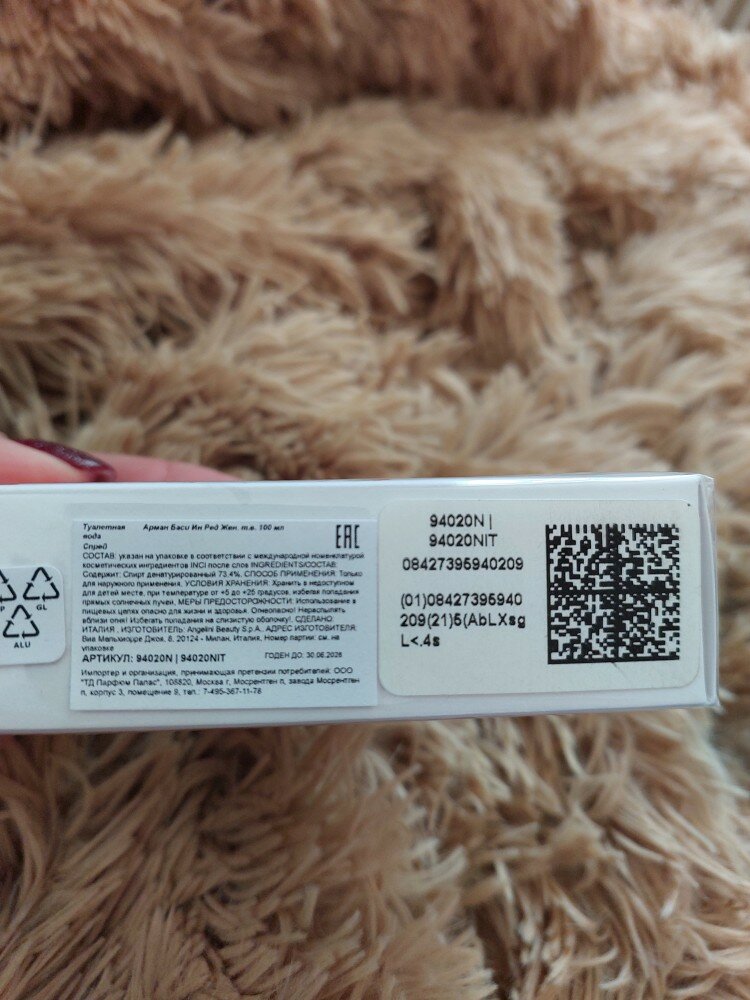 P
GL
ALU
Туалетная Арман Баси Ин Ред Жен. т.в. 100 мл
вода
Спрей
EAC
СОСТАВ: указан на упаковке в соответствии с международной номенклатурой
косметических ингредиентов INCI после слов INGREDIENTS/СОСТАВ:
Содержит: Спирт денатурированный 73,4%. СПОСОБ ПРИМЕНЕНИЯ: Только
для наружного применения. УСЛОВИЯ ХРАНЕНИЯ: Хранить в недоступном
для детей месте, при температуре от +5 до +25 градусов, избегая попадания
прямых солнечных лучей. МЕРЫ ПРЕДОСТОРОЖНОСТИ: Использование в
пищевых целях опасно для жизни и здоровья. Огнеопасно! Нераспылять
вблизи огня! Избегать попадания на слизистую оболочку!. СДЕЛАНО:
ИТАЛИЯ . ИЗГОТОВИТЕЛЬ: Angelini Beauty S.p.A., АДРЕС ИЗГОТОВИТЕЛЯ:
Виа Мельхиорре Джоя, 8, 20124 - Милан, Италия, Номер партии: см. на
упаковке
АРТИКУЛ: 94020N | 94020NIT ГОДЕН ДО: 30.06.2026
Импортер и организация, принимающая претензии потребителей: ООО
"ТД Парфюм Палас", 108820, Москва г, Мосрентген п, завода Мосрентген
п, корпус 3, помещение 9, тел.: 7-495-367-11-78
94020N |
94020NIT
08427395940209
(01)08427395940
209(21)5(AbLXsg
L<.4s